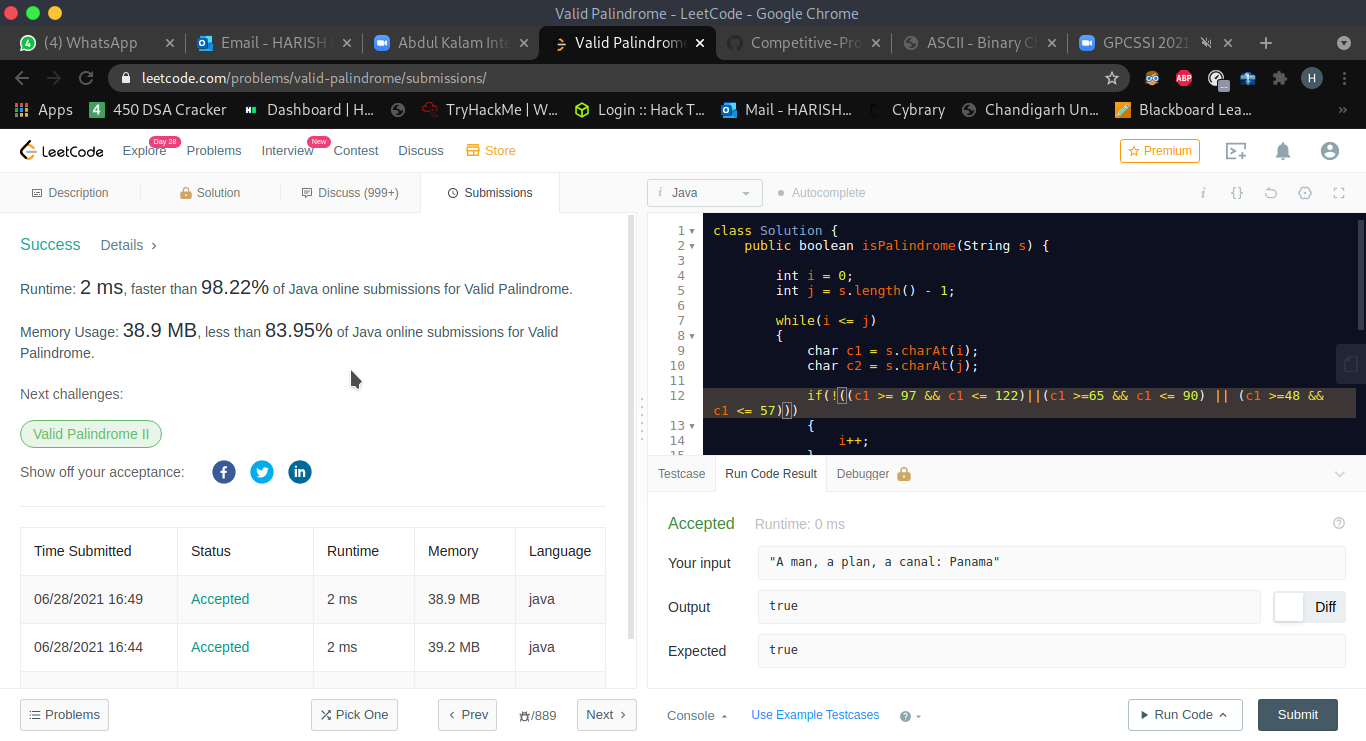 Valid Palindrome - LeetCode - Google Chrome
4 (4) WhatsApp × Email - HARISH × Abdul Kalam Inte × Valid Palindrome × Competitive-Pro × ASCII - Binary C × GPCSSI 2021 × +
leetcode.com/problems/valid-palindrome/submissions/ ABP H
Apps 4 450 DSA Cracker Dashboard | H... TryHackMe | W... Login :: Hack T... Mail - HARISH... Cybrary Chandigarh Un... Blackboard Lea... »
LeetCode Explore Day 28 Problems Interview New Contest Discuss Store Premium
Description Solution Discuss (999+) Submissions i Java Autocomplete i {}
Success Details >
Runtime: 2 ms, faster than 98.22% of Java online submissions for Valid Palindrome.
Memory Usage: 38.9 MB, less than 83.95% of Java online submissions for Valid
Palindrome.
Next challenges:
Valid Palindrome II
Show off your acceptance: f in
Time Submitted Status Runtime Memory Language
06/28/2021 16:49 Accepted 2 ms 38.9 MB java
06/28/2021 16:44 Accepted 2 ms 39.2 MB java
1 class Solution {
2 public boolean isPalindrome(String s) {
3
4 int i = 0;
5 int j = s.length() - 1;
6
7 while(i <= j)
8 {
9 char c1 = s.charAt(i);
10 char c2 = s.charAt(j);
11
12 if(!((c1 >= 97 && c1 <= 122)||(c1 >=65 && c1 <= 90) || (c1 >=48 &&
c1 <= 57)))
13 {
14 i++;
15 }
Testcase Run Code Result Debugger
Accepted Runtime: 0 ms
Your input "A man, a plan, a canal: Panama"
Output true Diff
Expected true
Problems Pick One < Prev /889 Next > Console Use Example Testcases ? Run Code Submit